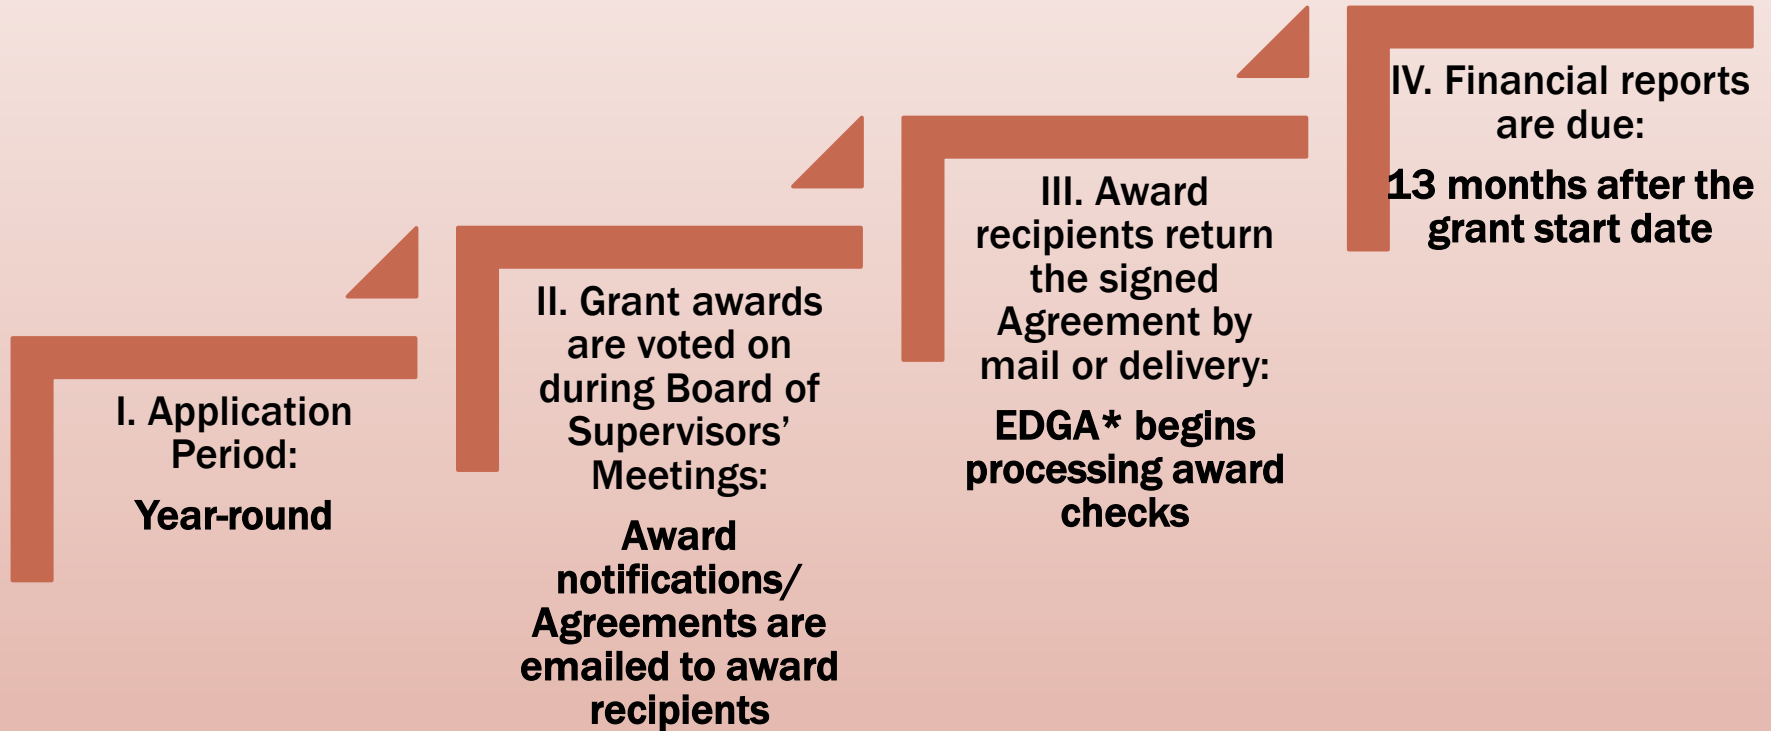 I. Application
Period:
Year-round
II. Grant awards
are voted on
during Board of
Supervisors’
Meetings:
Award
notifications/
Agreements are
emailed to award
recipients
III. Award
recipients return
the signed
Agreement by
mail or delivery:
EDGA* begins
processing award
checks
IV. Financial reports
are due:
13 months after the
grant start date